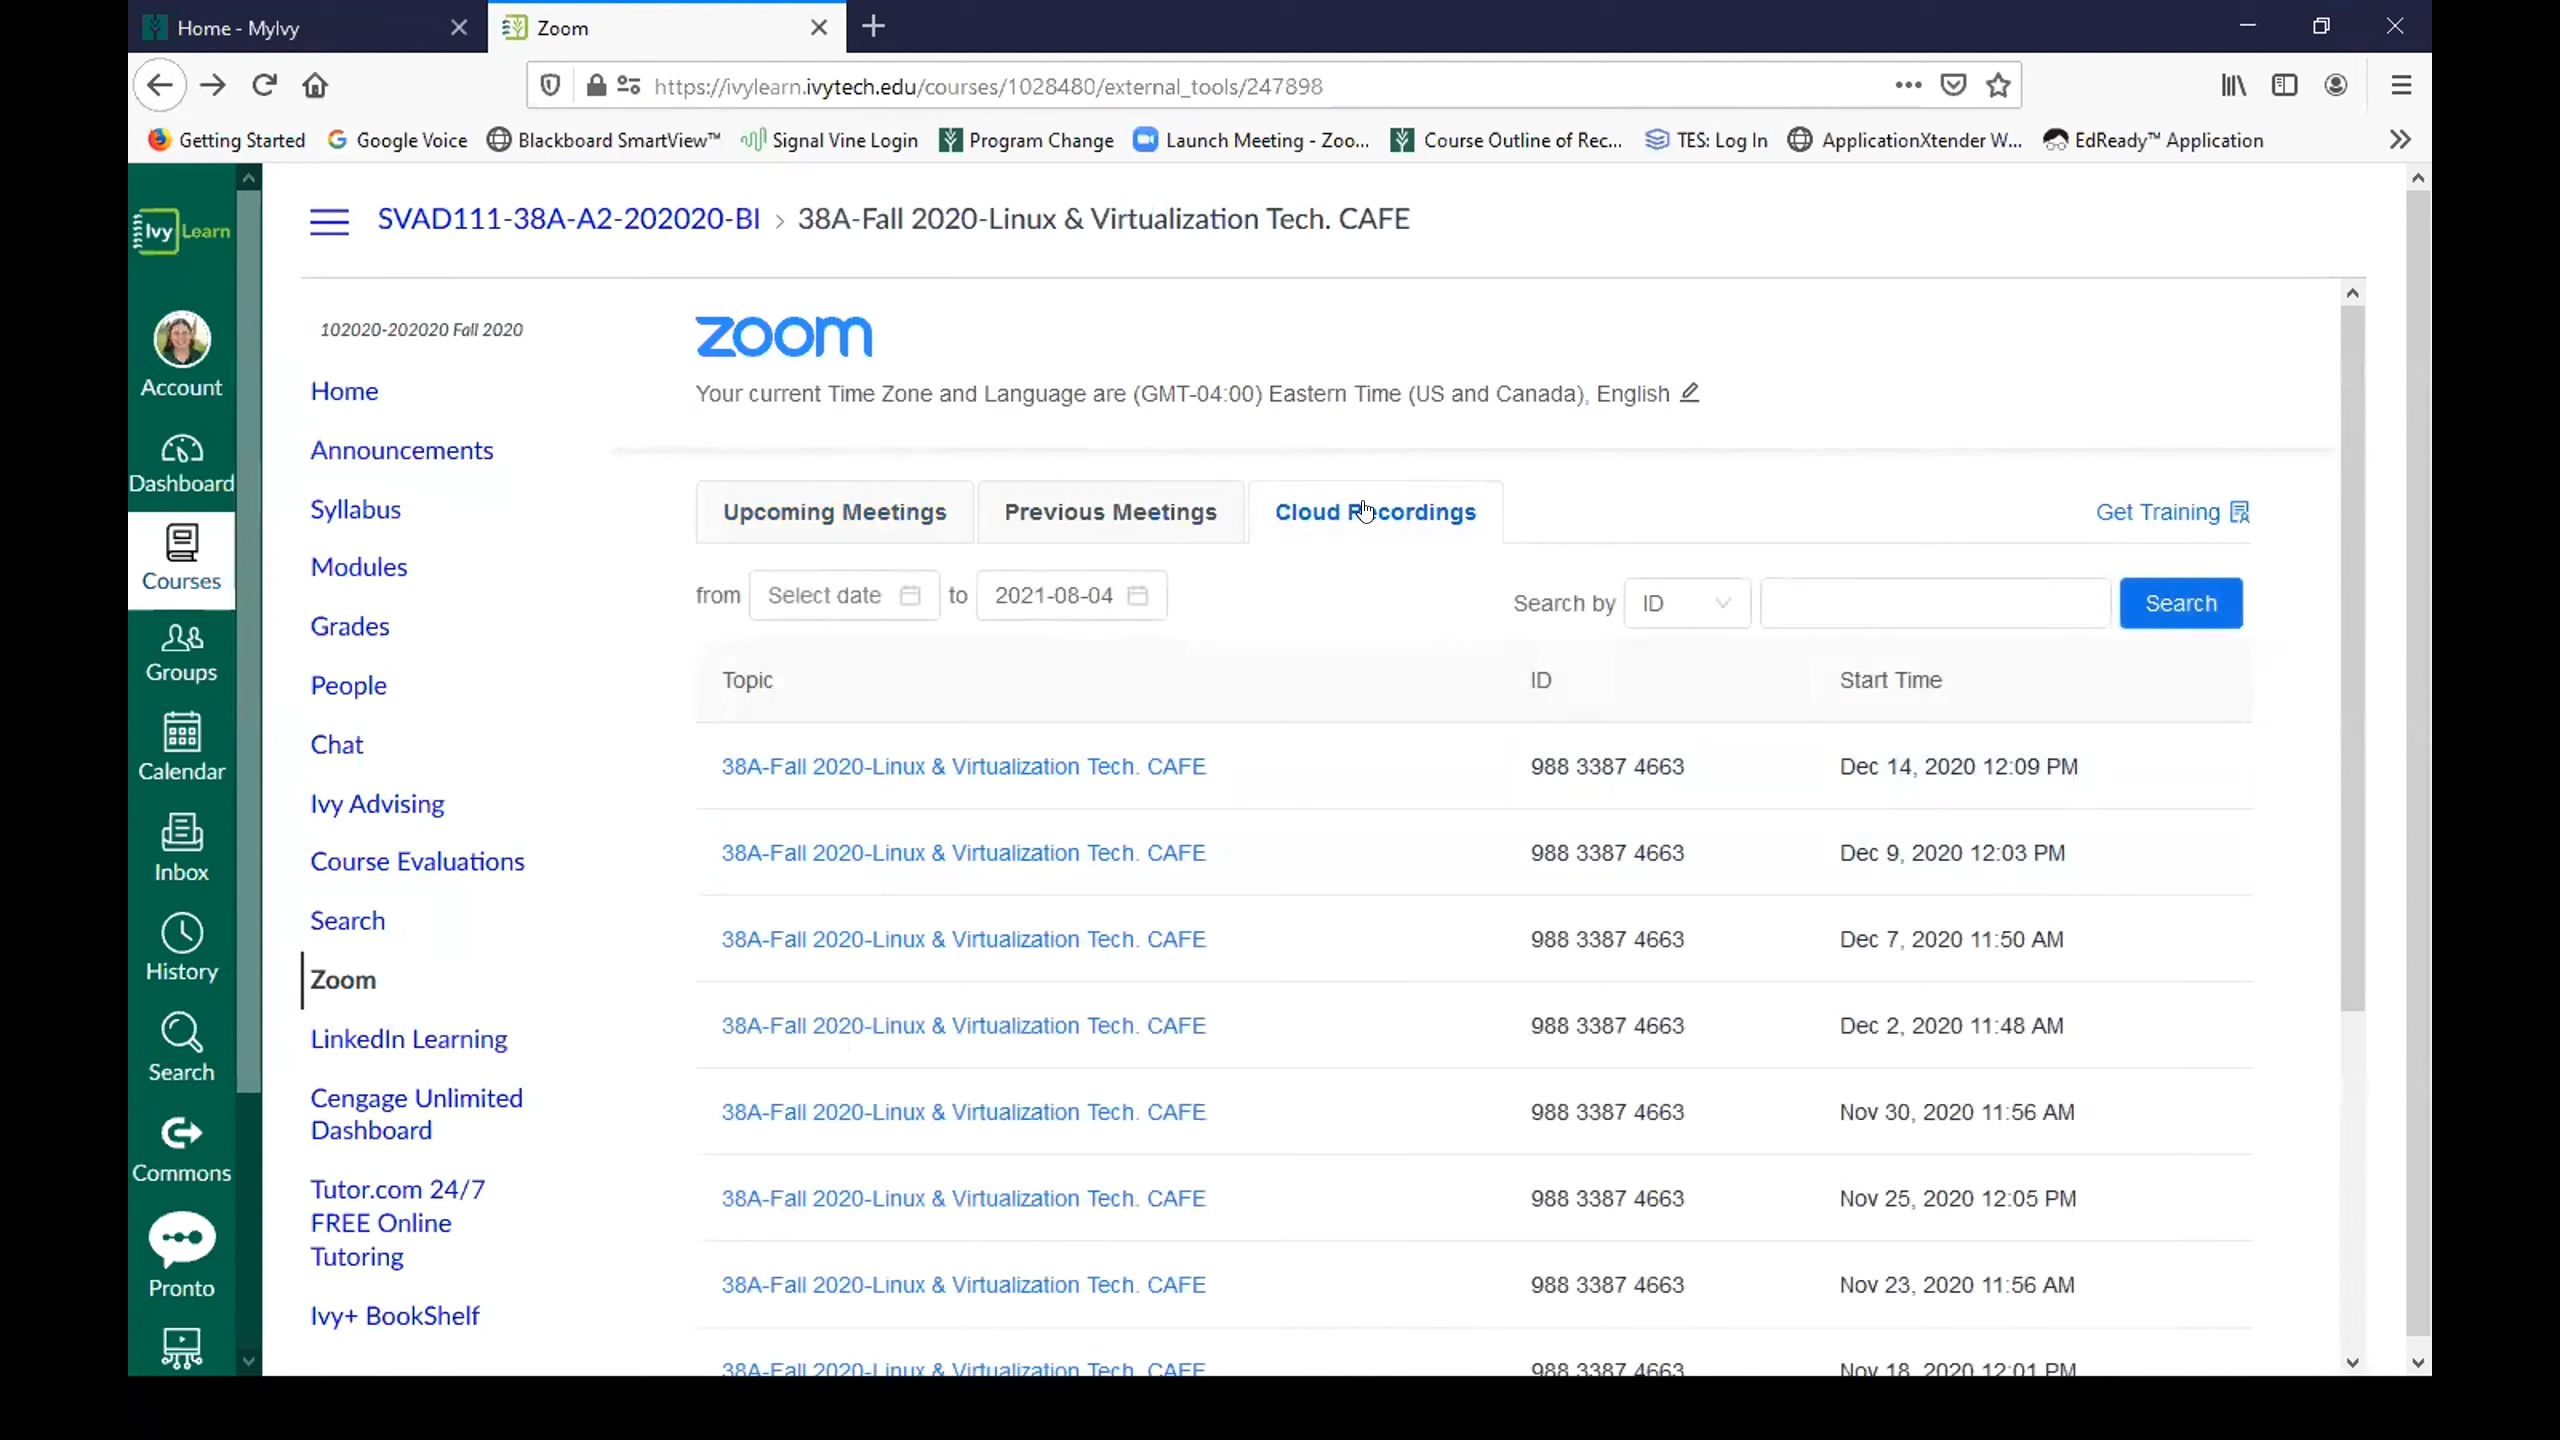 Home - MyIvy
Zoom
https://ivylearn.ivytech.edu/courses/1028480/external_tools/247898
Getting Started
Google Voice
Blackboard SmartView™
Signal Vine Login
Program Change
Launch Meeting - Zoo...
Course Outline of Rec...
TES: Log In
ApplicationXtender W...
EdReady™ Application
Ivy Learn
Account
Dashboard
Courses
Groups
Calendar
Inbox
History
Search
Commons
Pronto
SVAD111-38A-A2-202020-BI › 38A-Fall 2020-Linux & Virtualization Tech. CAFE
102020-202020 Fall 2020
Home
Announcements
Syllabus
Modules
Grades
People
Chat
Ivy Advising
Course Evaluations
Search
Zoom
LinkedIn Learning
Cengage Unlimited
Dashboard
Tutor.com 24/7
FREE Online
Tutoring
Ivy+ BookShelf
zoom
Your current Time Zone and Language are (GMT-04:00) Eastern Time (US and Canada), English
Upcoming Meetings
Previous Meetings
Cloud Recordings
Get Training
from Select date to 2021-08-04
Search by ID
Search
Topic ID Start Time
38A-Fall 2020-Linux & Virtualization Tech. CAFE 988 3387 4663 Dec 14, 2020 12:09 PM
38A-Fall 2020-Linux & Virtualization Tech. CAFE 988 3387 4663 Dec 9, 2020 12:03 PM
38A-Fall 2020-Linux & Virtualization Tech. CAFE 988 3387 4663 Dec 7, 2020 11:50 AM
38A-Fall 2020-Linux & Virtualization Tech. CAFE 988 3387 4663 Dec 2, 2020 11:48 AM
38A-Fall 2020-Linux & Virtualization Tech. CAFE 988 3387 4663 Nov 30, 2020 11:56 AM
38A-Fall 2020-Linux & Virtualization Tech. CAFE 988 3387 4663 Nov 25, 2020 12:05 PM
38A-Fall 2020-Linux & Virtualization Tech. CAFE 988 3387 4663 Nov 23, 2020 11:56 AM
38A-Fall 2020-Linux & Virtualization Tech. CAFE 988 3387 4663 Nov 18, 2020 12:01 PM